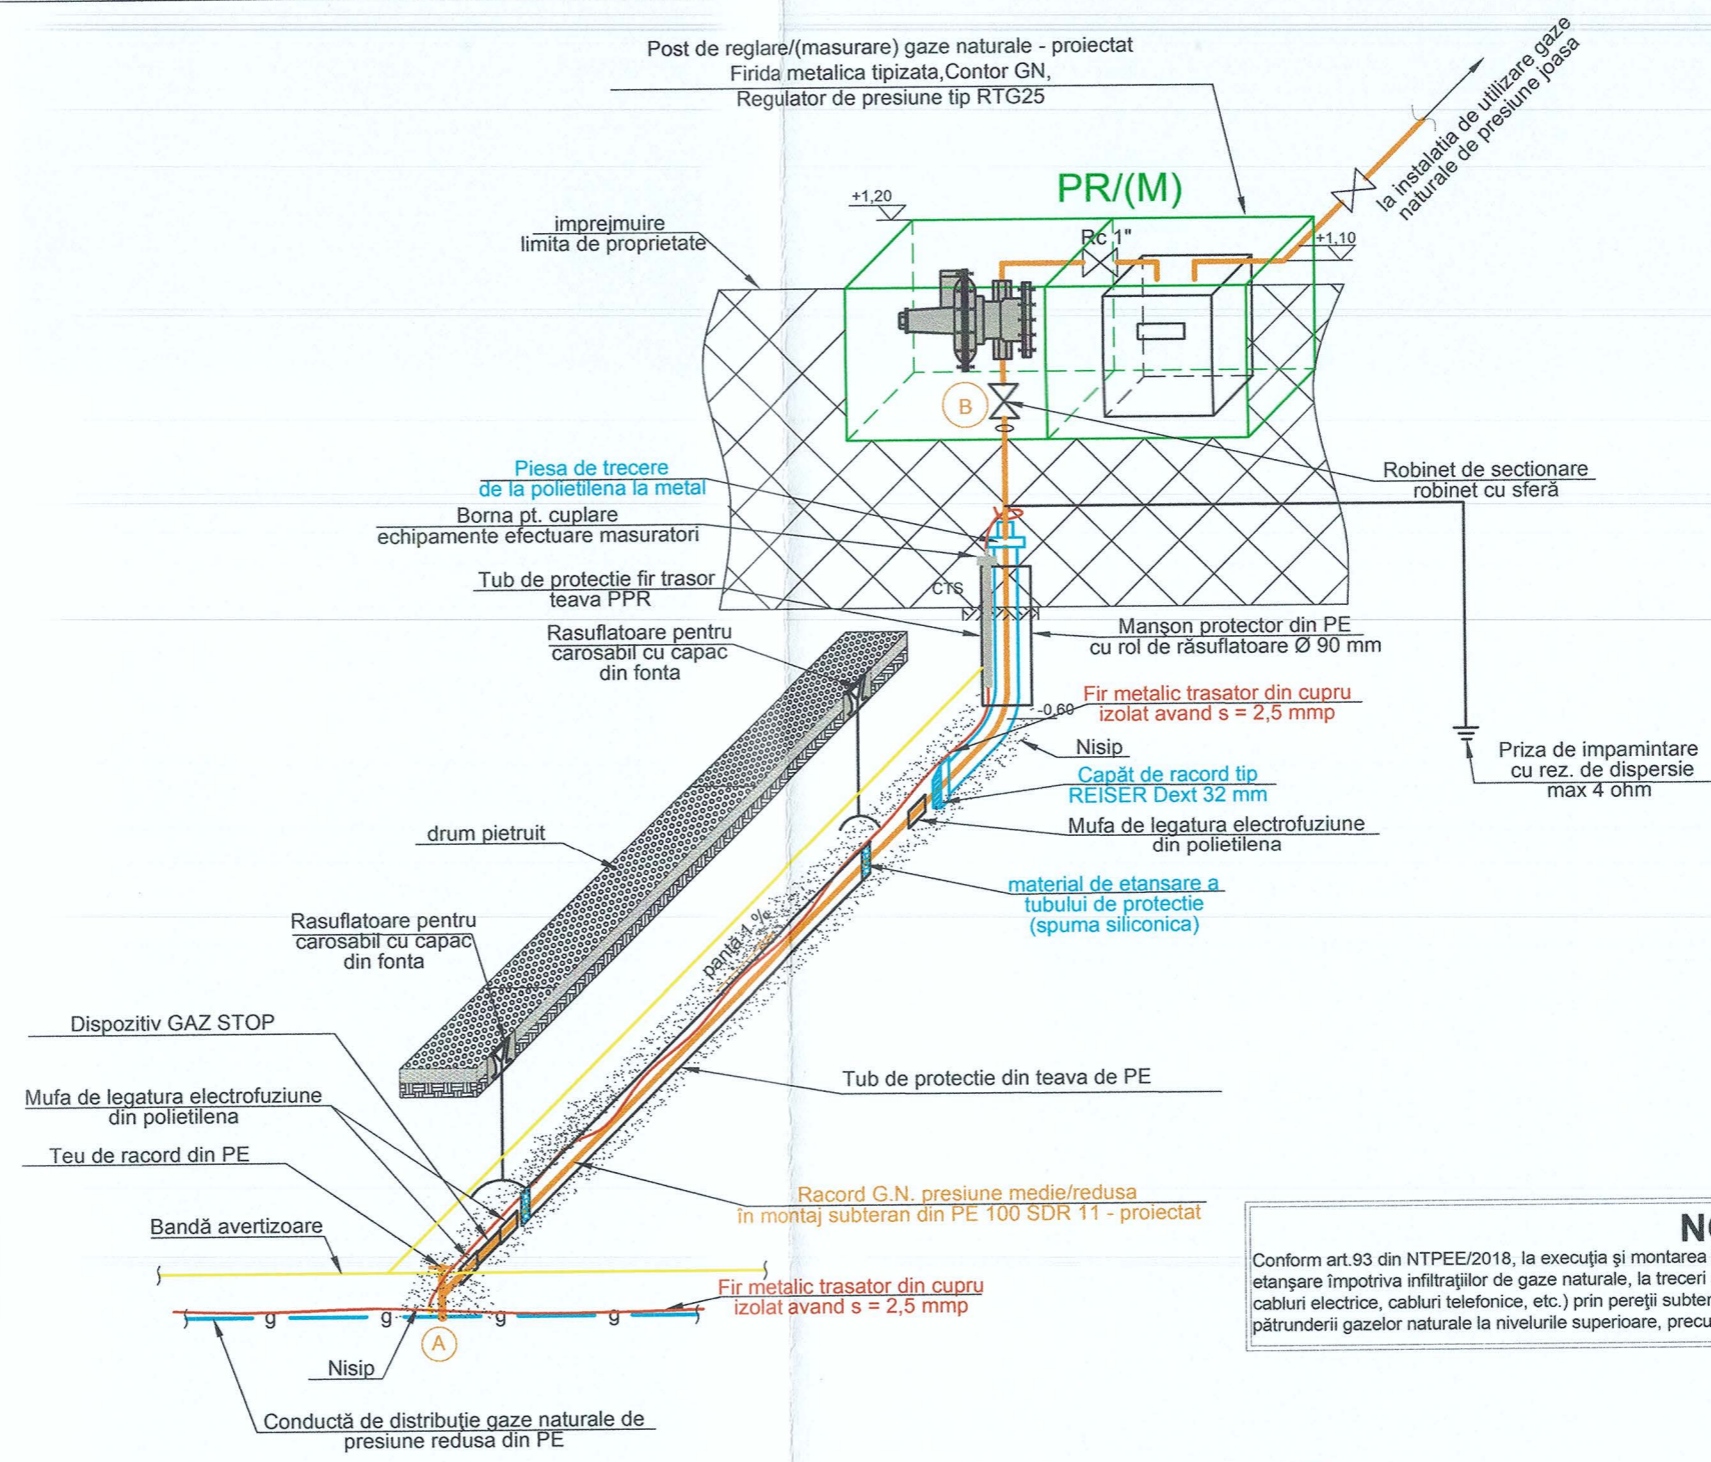 Post de reglare/(masurare) gaze naturale - proiectat
Firida metalica tipizata,Contor GN,
Regulator de presiune tip RTG25
la instalatia de utilizare gaze
naturale de presiune joasa
PR/(M)
+1,20
imprejmuire
limita de proprietate
Rc 1"
+1,10
B
Piesa de trecere
de la polietilena la metal
Robinet de sectionare
robinet cu sferă
Borna pt. cuplare
echipamente efectuare masuratori
Tub de protectie fir trasor
teava PPR
CTS
Manşon protector din PE
cu rol de răsuflatoare Ø 90 mm
Rasuflatoare pentru
carosabil cu capac
din fonta
Fir metalic trasator din cupru
izolat avand s = 2,5 mmp
-0,60
Nisip
Priza de impamintare
cu rez. de dispersie
max 4 ohm
Capăt de racord tip
REISER Dext 32 mm
Mufa de legatura electrofuziune
din polietilena
drum pietruit
material de etansare a
tubului de protectie
(spuma siliconica)
Rasuflatoare pentru
carosabil cu capac
din fonta
pantă 1 %
Dispozitiv GAZ STOP
Tub de protectie din teava de PE
Mufa de legatura electrofuziune
din polietilena
Teu de racord din PE
Racord G.N. presiune medie/redusa
în montaj subteran din PE 100 SDR 11 - proiectat
Bandă avertizoare
Fir metalic trasator din cupru
izolat avand s = 2,5 mmp
g g g g
A
Nisip
Conductă de distribuţie gaze naturale de
presiune redusa din PE
Conform art.93 din NTPEE/2018, la execuţia şi montarea
etanşare împotriva infiltraţiilor de gaze naturale, la treceri
cabluri electrice, cabluri telefonice, etc.) prin pereţii
pătrunderii gazelor naturale la nivelurile superioare,